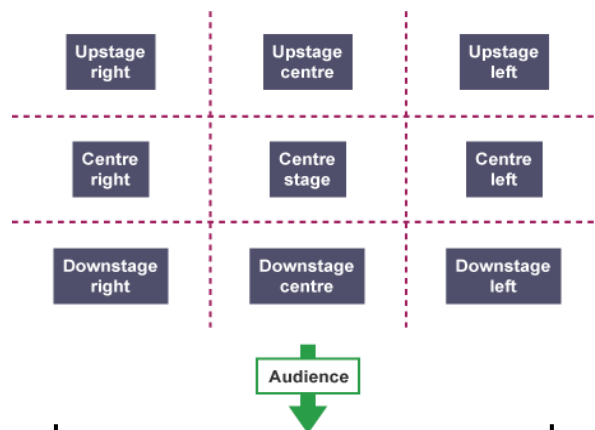 Upstage
right
Upstage
centre
Upstage
left
Centre
right
Centre
stage
Centre
left
Downstage
right
Downstage
centre
Downstage
left
Audience